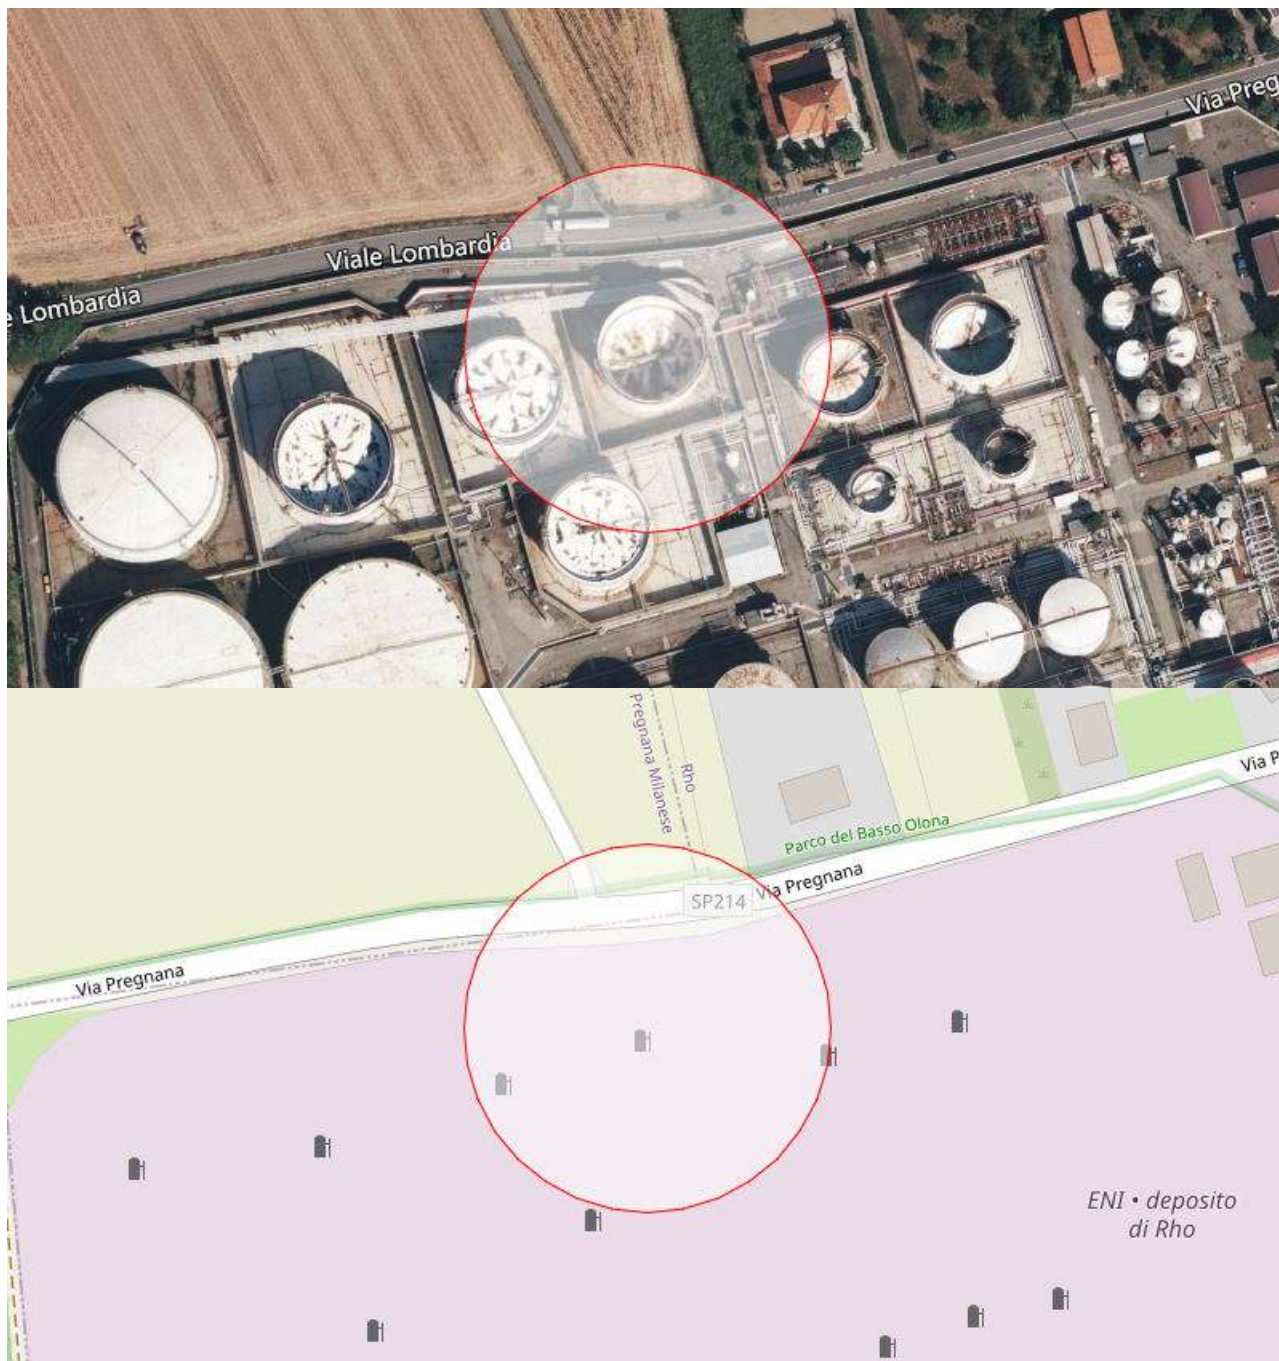 Via Preg
Viale Lombardia
e Lombardia
Pregnana Milanese
Rho
Via P
Parco del Basso Olona
Via Pregnana
SP214
Via Pregnana
ENI • deposito
di Rho